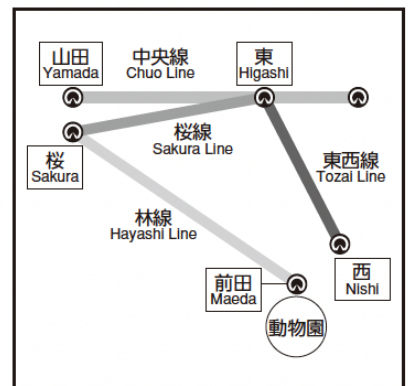 山田
Yamada
中央線
Chuo Line
東
Higashi
桜線
Sakura Line
桜
Sakura
東西線
Tozai Line
林線
Hayashi Line
前田
Maeda
西
Nishi
動物園